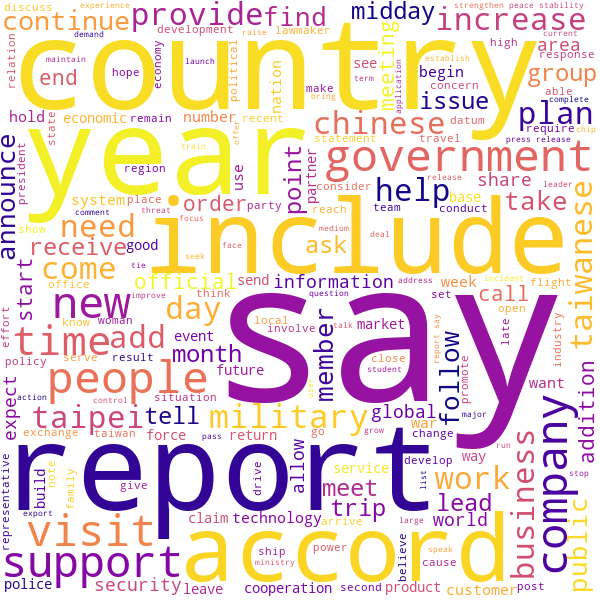 discuss experience
continue provide find midday increase
strengthen peace stability
country
demand
development lawmaker
raise
relation
maintain
hope
launch
economy
political
nation
meeting
see
make
bring
term
establish
application
begin
concern
high area response
current
able
group
end
hold
economic number recent
remain
state
president
issue plan
complete
require chip
datum
chinese
statement travel press release
year
train
offer
region
announce
system place use
show comment threat
need order party
point partner
consider release leader
government
help share take
reach
team conduct base
medium deal
focus
seek face
taiwanese
include
receive good
come tie
office
improve
start
effort
official send information
ask
address set week call flight
incident
open
late
industry
new day
think
question
local
involve
talk market
know woman
serve
policy result event
say
time add month
future
member
student
close
report say
follow
promote
want
expect
action
control
situation
people
user
grow
major
addition
taipei tell military global
exchange taiwan force pass return
go war change way run
list
stop
representative
build
note
family
give
report
drive
allow service
develop
meet trip lead
work
business
company
public
visit
export
claim technology arrive large world
accord
believe
speak
cause
support
police security leave
ship power
ministry
cooperation second product customer post